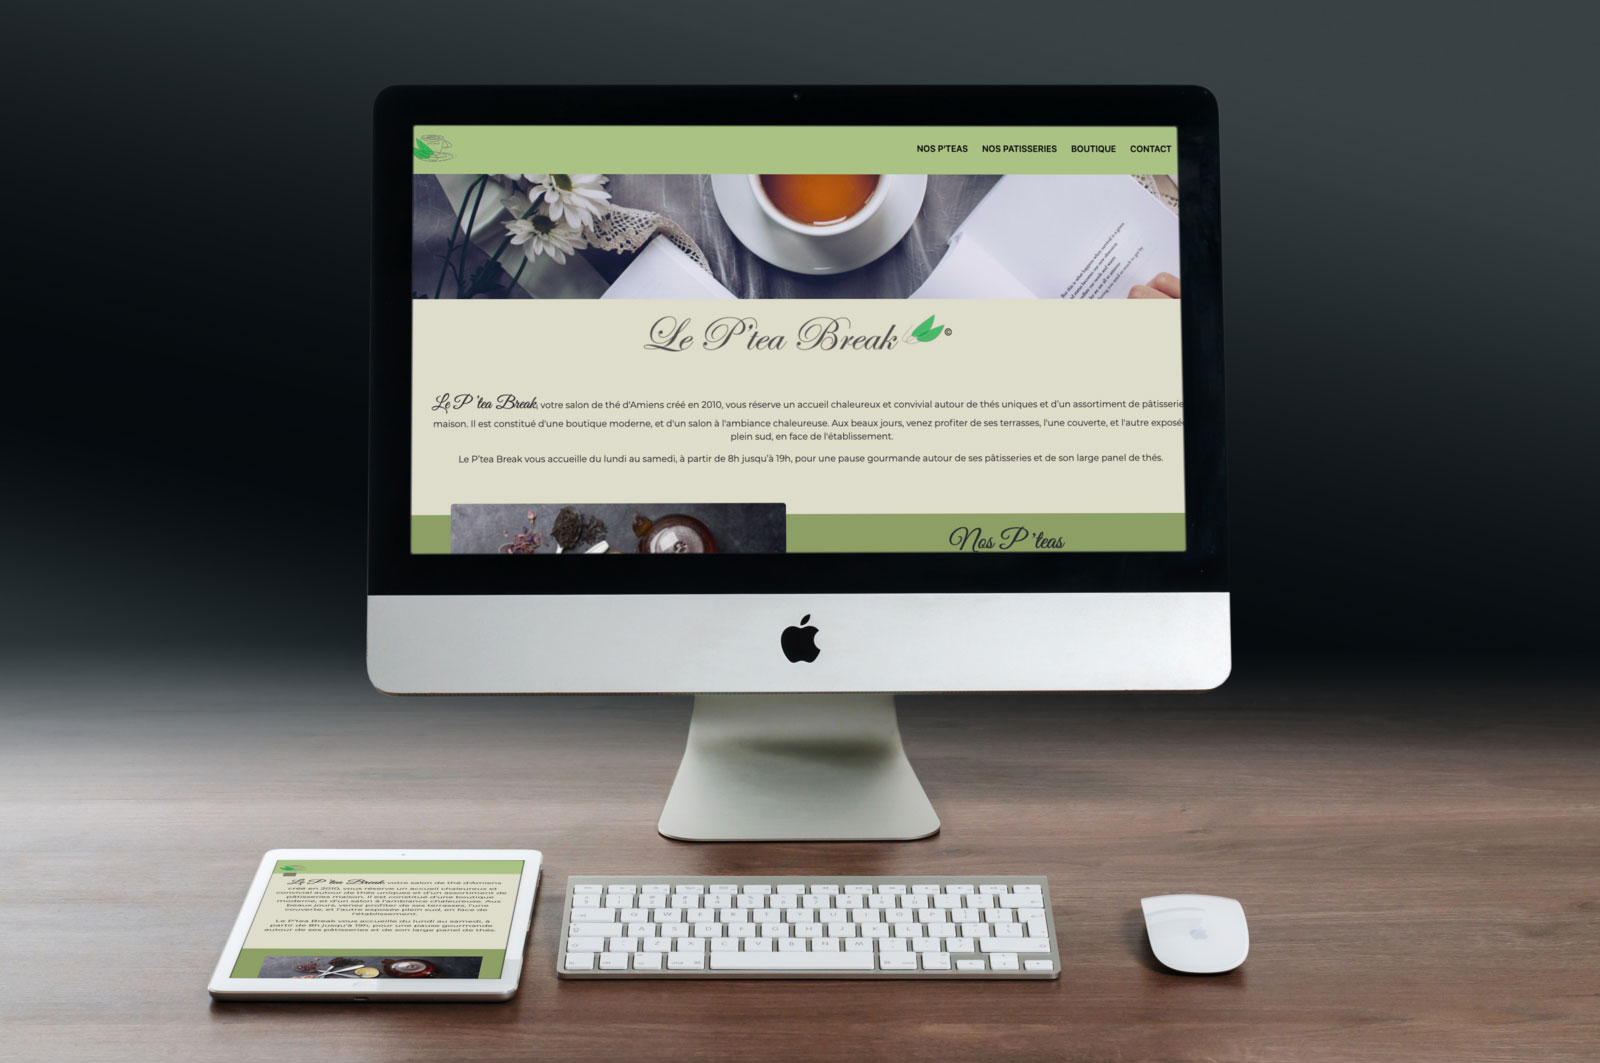 NOS P'TEAS NOS PATISSERIES BOUTIQUE CONTACT
Le P'tea Break ©
Le P'tea Break, votre salon de thé d'Amiens créé en 2010, vous réserve un accueil chaleureux et convivial autour de thés uniques et d'un assortiment de pâtisserie
maison. Il est constitué d'une boutique moderne, et d'un salon à l'ambiance chaleureuse. Aux beaux jours, venez profiter de ses terrasses, l'une couverte, et l'autre exposée
plein sud, en face de l'établissement.
Le P'tea Break vous accueille du lundi au samedi, à partir de 8h jusqu'à 19h, pour une pause gourmande autour de ses pâtisseries et de son large panel de thés.
Nos P'teas
Le P'tea Break, votre salon de thé d'Amiens
créé en 2010, vous réserve un accueil chaleureux et
convivial autour de thés uniques et d'un assortiment de
pâtisseries maison. Il est constitué d'une boutique
moderne, et d'un salon à l'ambiance chaleureuse. Aux
beaux jours, venez profiter de ses terrasses, l'une
couverte, et l'autre exposée plein sud, en face de
l'établissement.
Le P'tea Break vous accueille du lundi au samedi, à
partir de 8h jusqu'à 19h, pour une pause gourmande
autour de ses pâtisseries et de son large panel de thés.